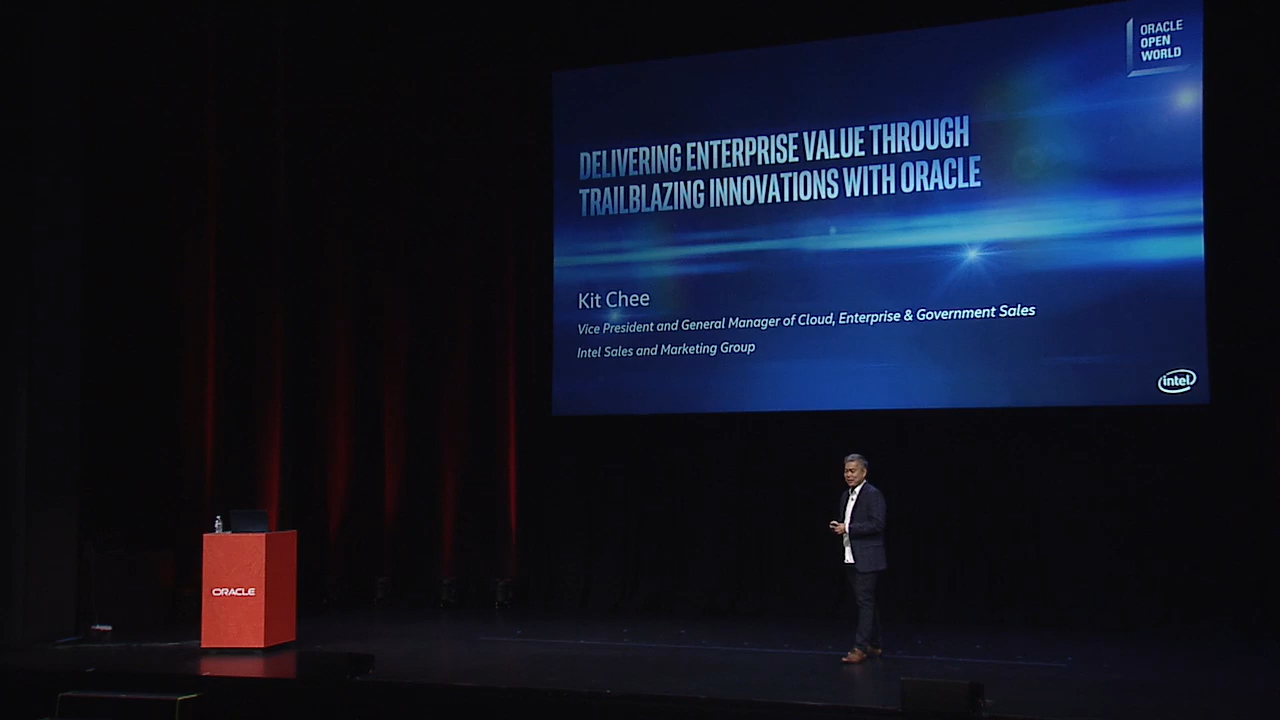 ORACLE
OPEN
WORLD
DELIVERING ENTERPRISE VALUE THROUGH
TRAILBLAZING INNOVATIONS WITH ORACLE
Kit Chee
Vice President and General Manager of Cloud, Enterprise & Government Sales
Intel Sales and Marketing Group
intel
ORACLE